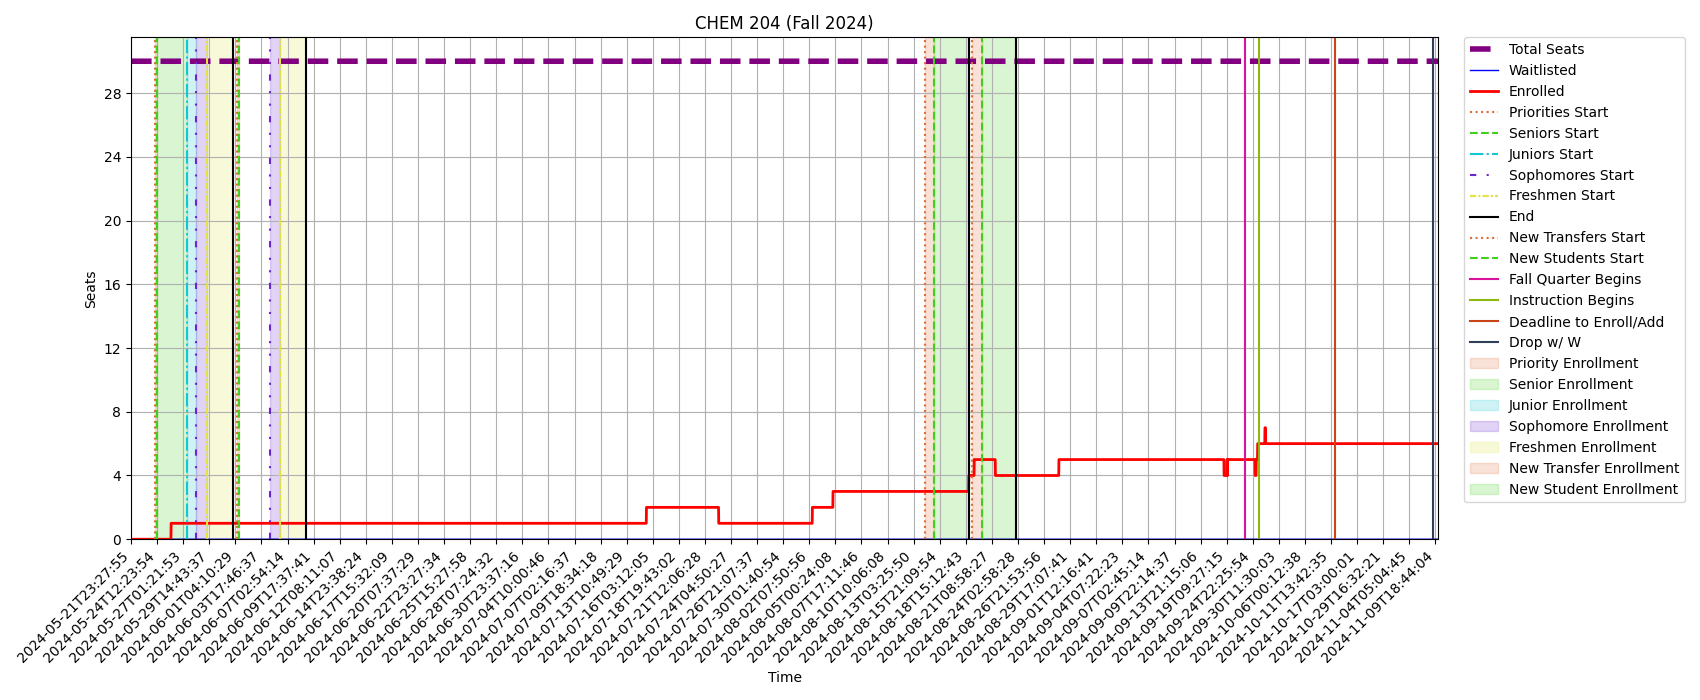 CHEM 204 (Fall 2024)
Seats
28
24
20
16
12
8
4
0
2024-05-21T23:27:55
2024-05-24T12:23:54
2024-05-27T01:21:53
2024-05-29T14:43:37
2024-06-01T04:10:29
2024-06-03T17:46:37
2024-06-07T02:54:14
2024-06-09T17:37:41
2024-06-12T08:11:07
2024-06-14T23:38:24
2024-06-17T15:32:09
2024-06-20T07:37:29
2024-06-22T23:27:34
2024-06-25T15:27:58
2024-06-28T07:24:32
2024-06-30T23:37:16
2024-07-04T10:00:46
2024-07-07T02:16:37
2024-07-09T18:34:18
2024-07-13T10:49:29
2024-07-16T03:12:05
2024-07-18T19:43:02
2024-07-21T12:06:28
2024-07-24T04:50:27
2024-07-26T21:07:37
2024-07-30T01:40:54
2024-08-02T07:50:56
2024-08-05T00:24:08
2024-08-07T17:11:46
2024-08-10T10:06:08
2024-08-13T03:25:50
2024-08-15T21:09:54
2024-08-18T15:12:43
2024-08-21T08:58:27
2024-08-24T02:58:28
2024-08-26T21:53:56
2024-08-29T17:07:41
2024-09-01T12:16:41
2024-09-04T07:22:23
2024-09-07T02:45:14
2024-09-09T22:14:37
2024-09-13T21:15:06
2024-09-19T09:27:15
2024-09-24T22:25:54
2024-09-30T11:30:03
2024-10-06T00:12:38
2024-10-11T13:42:35
2024-10-17T03:00:01
2024-10-29T16:32:21
2024-11-04T05:04:45
2024-11-09T18:44:04
Time
Total Seats
Waitlisted
Enrolled
Priorities Start
Seniors Start
Juniors Start
Sophomores Start
Freshmen Start
End
New Transfers Start
New Students Start
Fall Quarter Begins
Instruction Begins
Deadline to Enroll/Add
Drop w/ W
Priority Enrollment
Senior Enrollment
Junior Enrollment
Sophomore Enrollment
Freshmen Enrollment
New Transfer Enrollment
New Student Enrollment